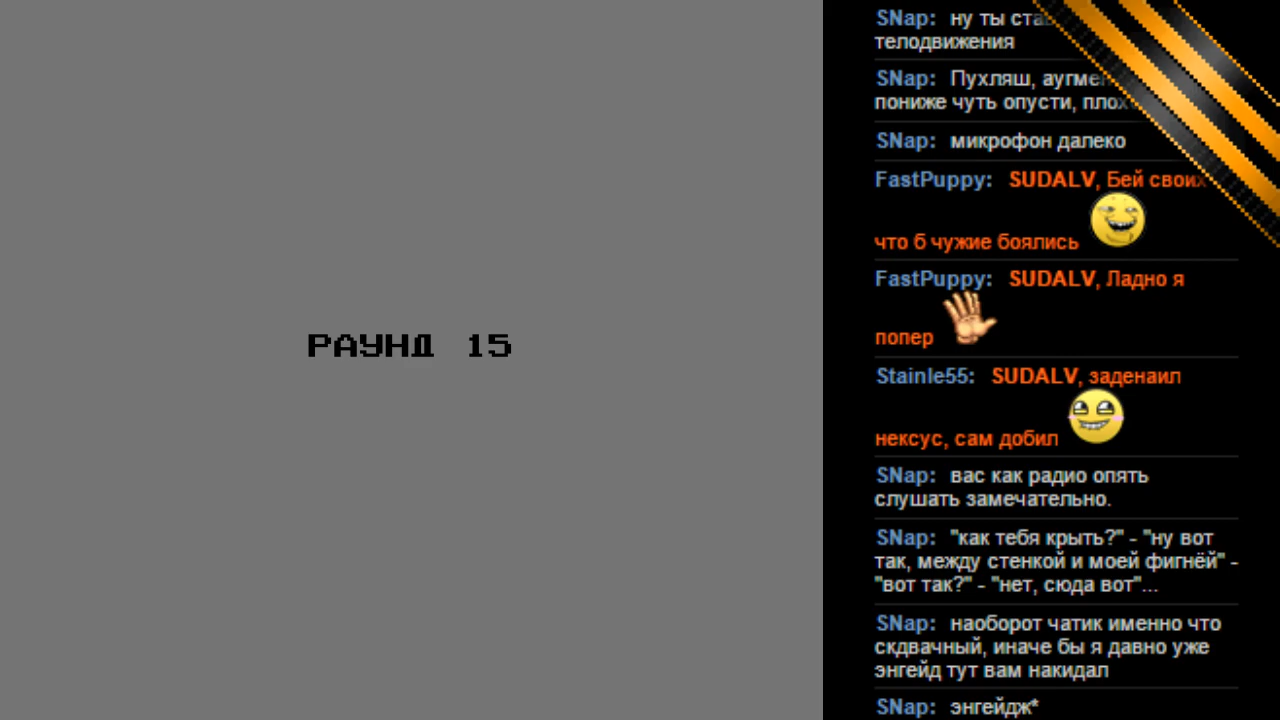 РАУНД 15
SNap: ну ты
телодвижения
SNap: Пухляш,
пониже чуть опусти,
SNap: микрофон далеко
FastPuppy: SUDALV, Бей своих
что б чужие боялись
FastPuppy: SUDALV, Ладно я
попер
Stainle55: SUDALV, заденаил
нексус, сам добил
SNap: вас как радио опять
слушать замечательно.
SNap: "как тебя крыть?" - "ну вот
так, между стенкой и моей фигнёй" -
"вот так?" - "нет, сюда вот"...
SNap: наоборот чатик именно что
скдвачный, иначе бы я давно уже
энгейд тут вам накидал
SNap: энгейдж*